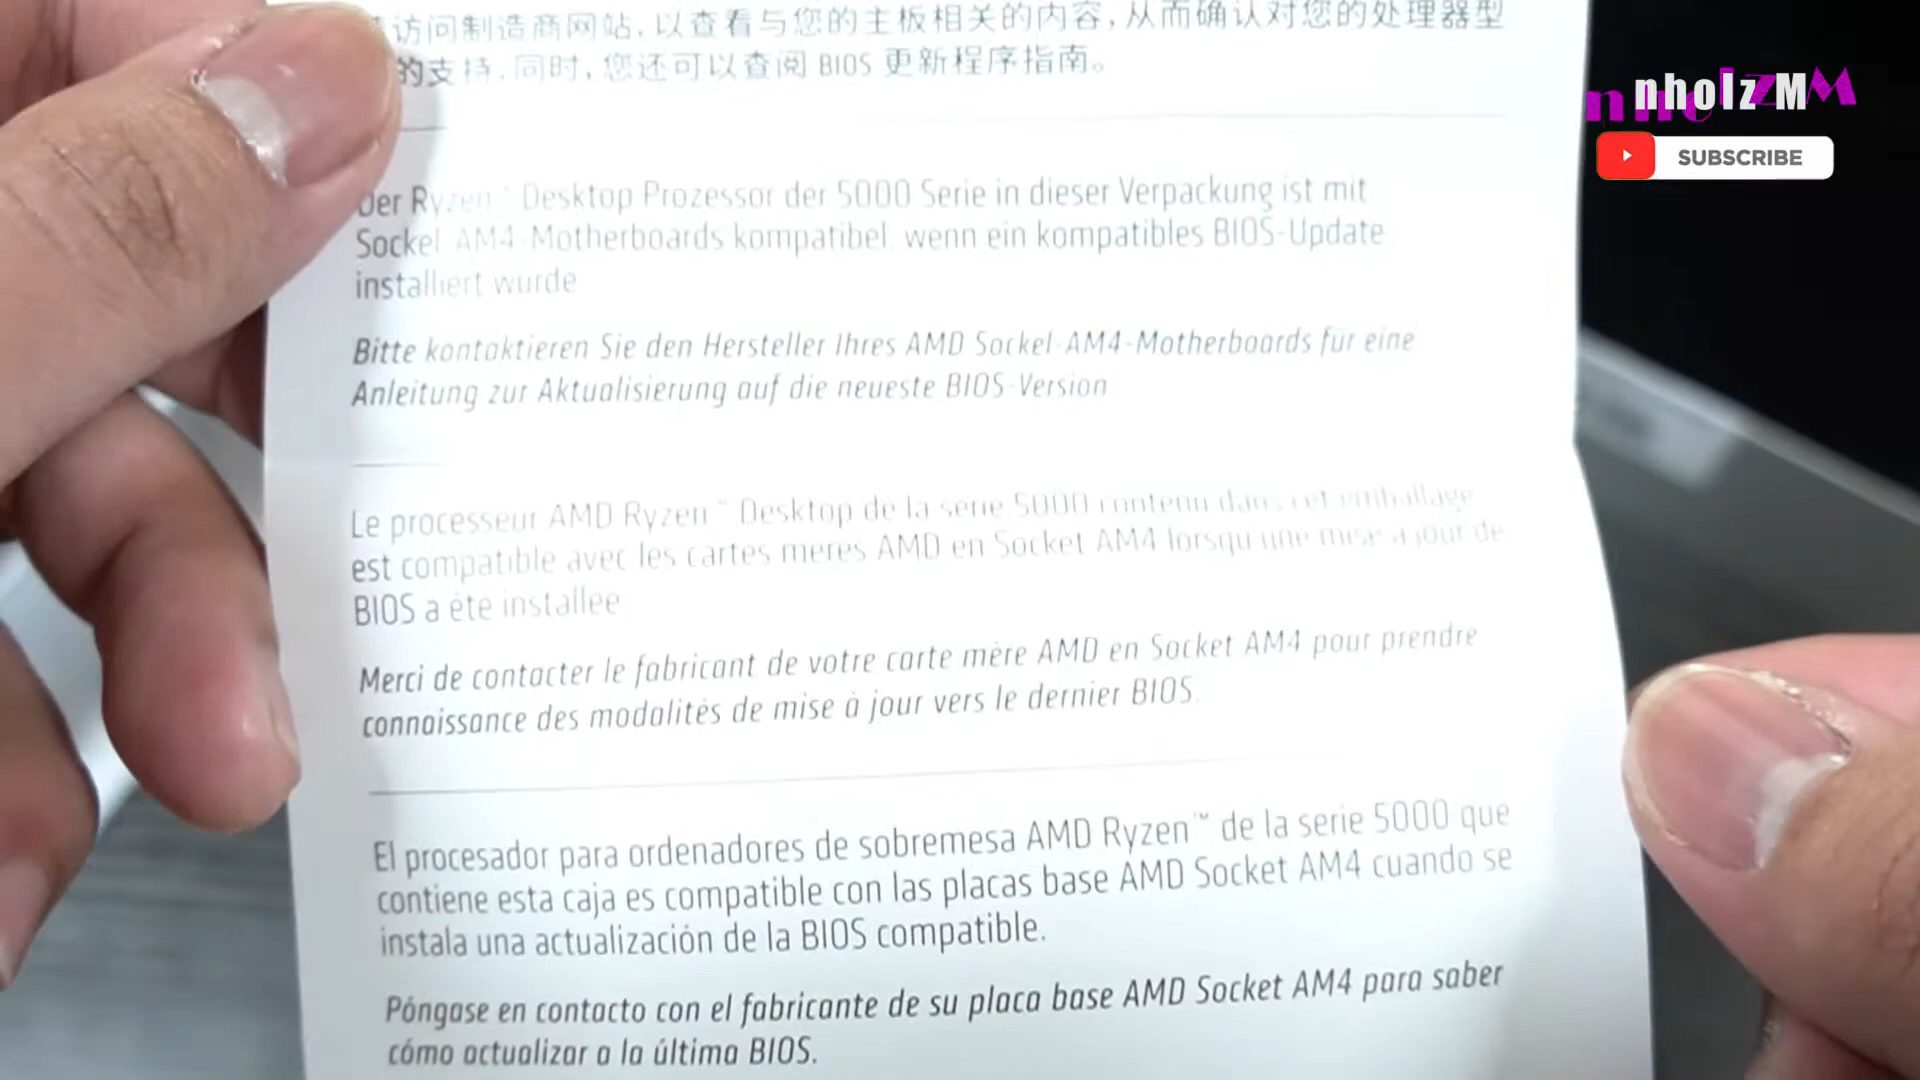 访问制造商网站,以查看与您的主板相关的内容,从而确认对您的处理器型
的支持.同时,您还可以查阅 BIOS 更新程序指南。
nholz M
SUBSCRIBE
Der Ryzen™ Desktop Prozessor der 5000 Serie in dieser Verpackung ist mit
Sockel AM4-Motherboards kompatibel, wenn ein kompatibles BIOS-Update
installiert wurde
Bitte kontaktieren Sie den Hersteller Ihres AMD Sockel-AM4-Motherboards für eine
Anleitung zur Aktualisierung auf die neueste BIOS-Version
Le processeur AMD Ryzen™ Desktop de la série 5000 contenu dans cet emballage
est compatible avec les cartes mères AMD en Socket AM4 lorsqu'une mise à jour de
BIOS a été installée
Merci de contacter le fabricant de votre carte mère AMD en Socket AM4 pour prendre
connaissance des modalités de mise à jour vers le dernier BIOS.
El procesador para ordenadores de sobremesa AMD Ryzen™ de la serie 5000 que
contiene esta caja es compatible con las placas base AMD Socket AM4 cuando se
instala una actualización de la BIOS compatible.
Póngase en contacto con el fabricante de su placa base AMD Socket AM4 para saber
cómo actualizar a la última BIOS.